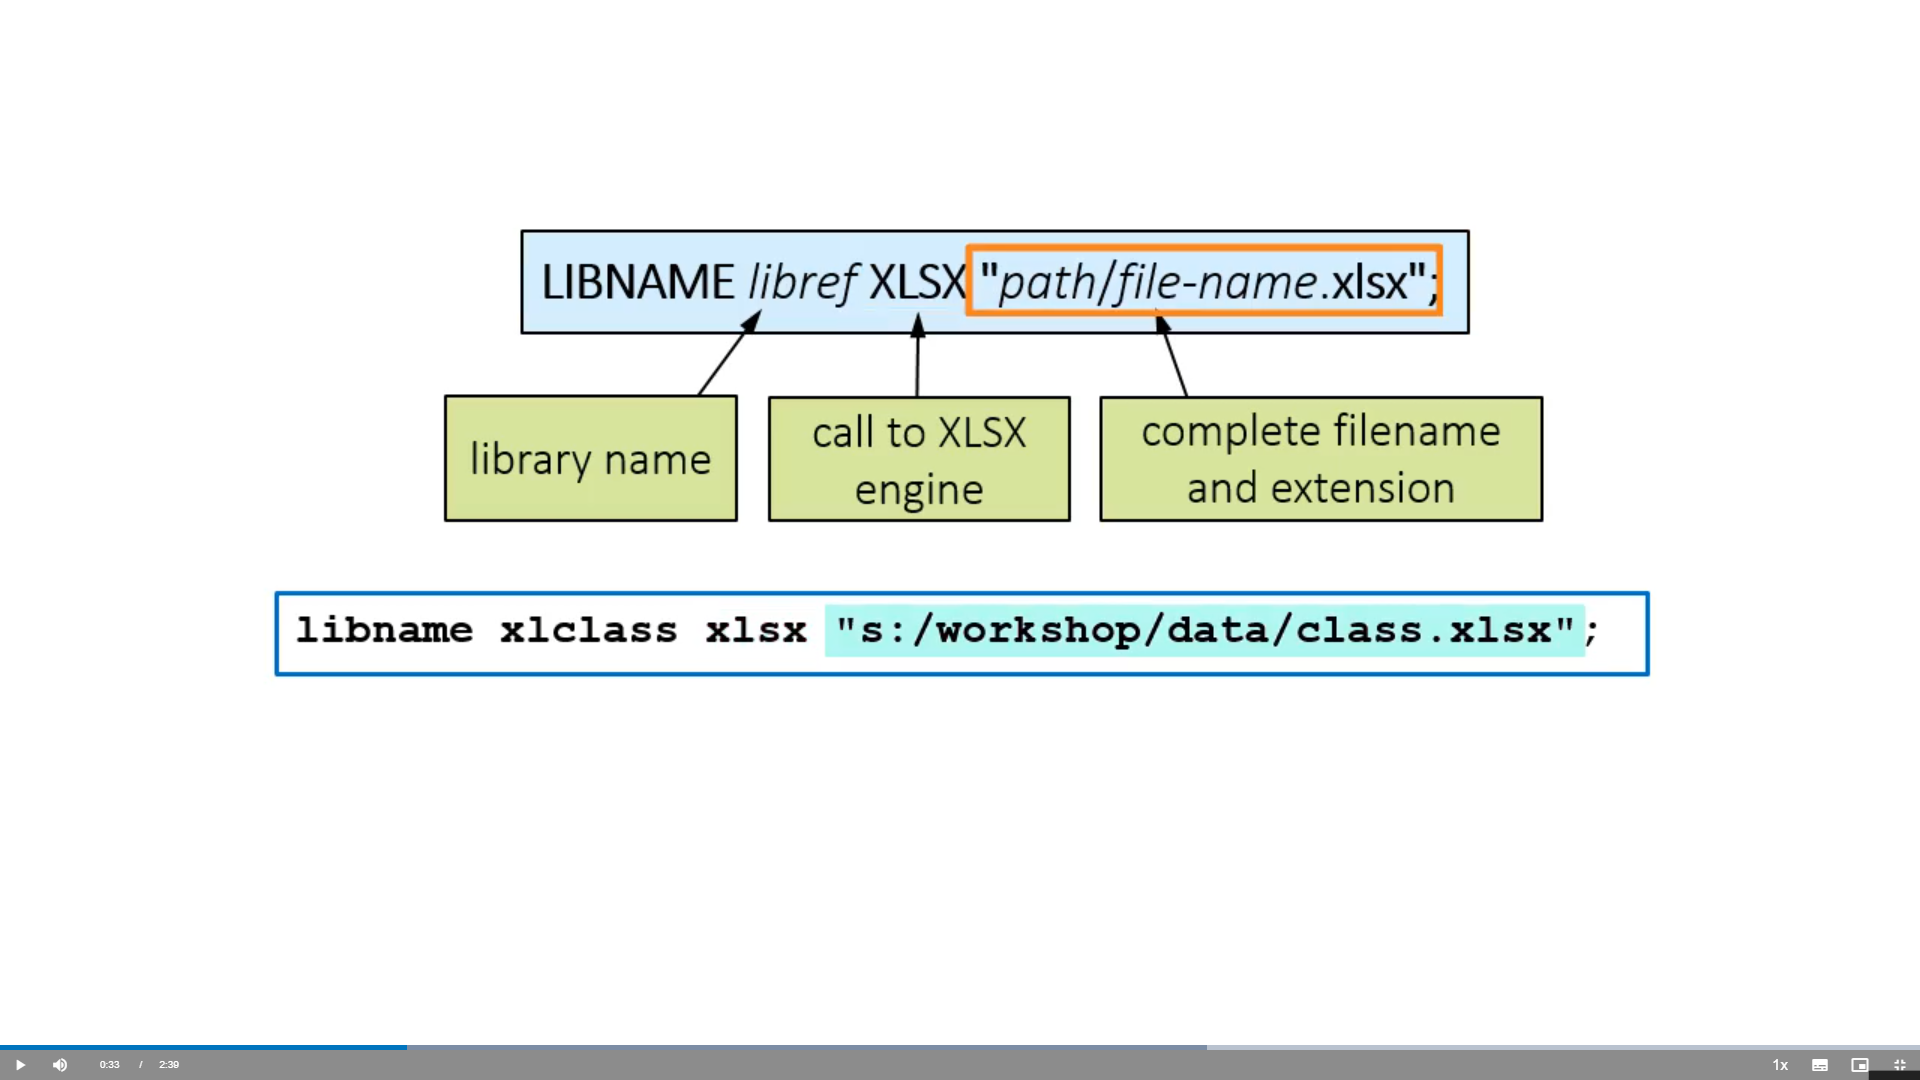 LIBNAME libref XLSX "path/file-name.xlsx";
library name
call to XLSX
engine
complete filename
and extension
libname xlclass xlsx "s:/workshop/data/class.xlsx";
0:33 / 2:39
1x